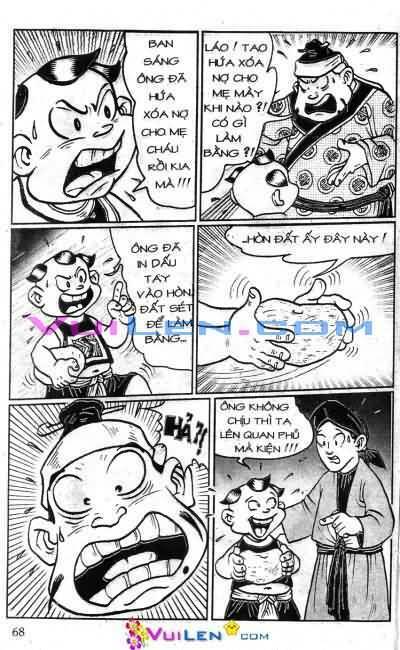 BAN
SÁNG
ÔNG ĐÃ
HỨA
XÓA NỢ
CHO MẸ
CHÁU
RỒI KIA
MÀ!!!
LÁO! TAO
HỨA XÓA
NỢ CHO
MẸ MÀY
KHI NÀO?!
CÓ GÌ
LÀM
BẰNG?!
ÔNG ĐÃ
IN DẤU
TAY
VÀO HÒN
ĐẤT SÉT
ĐỂ LÀM
BẰNG...
...HÒN ĐẤT ẤY ĐÂY NÀY!
VUILEN.COM
HẢ?!
ÔNG KHÔNG
CHỊU THÌ TA
LÊN QUAN PHỦ
MÀ KIỆN!!!
68
VUILEN.COM